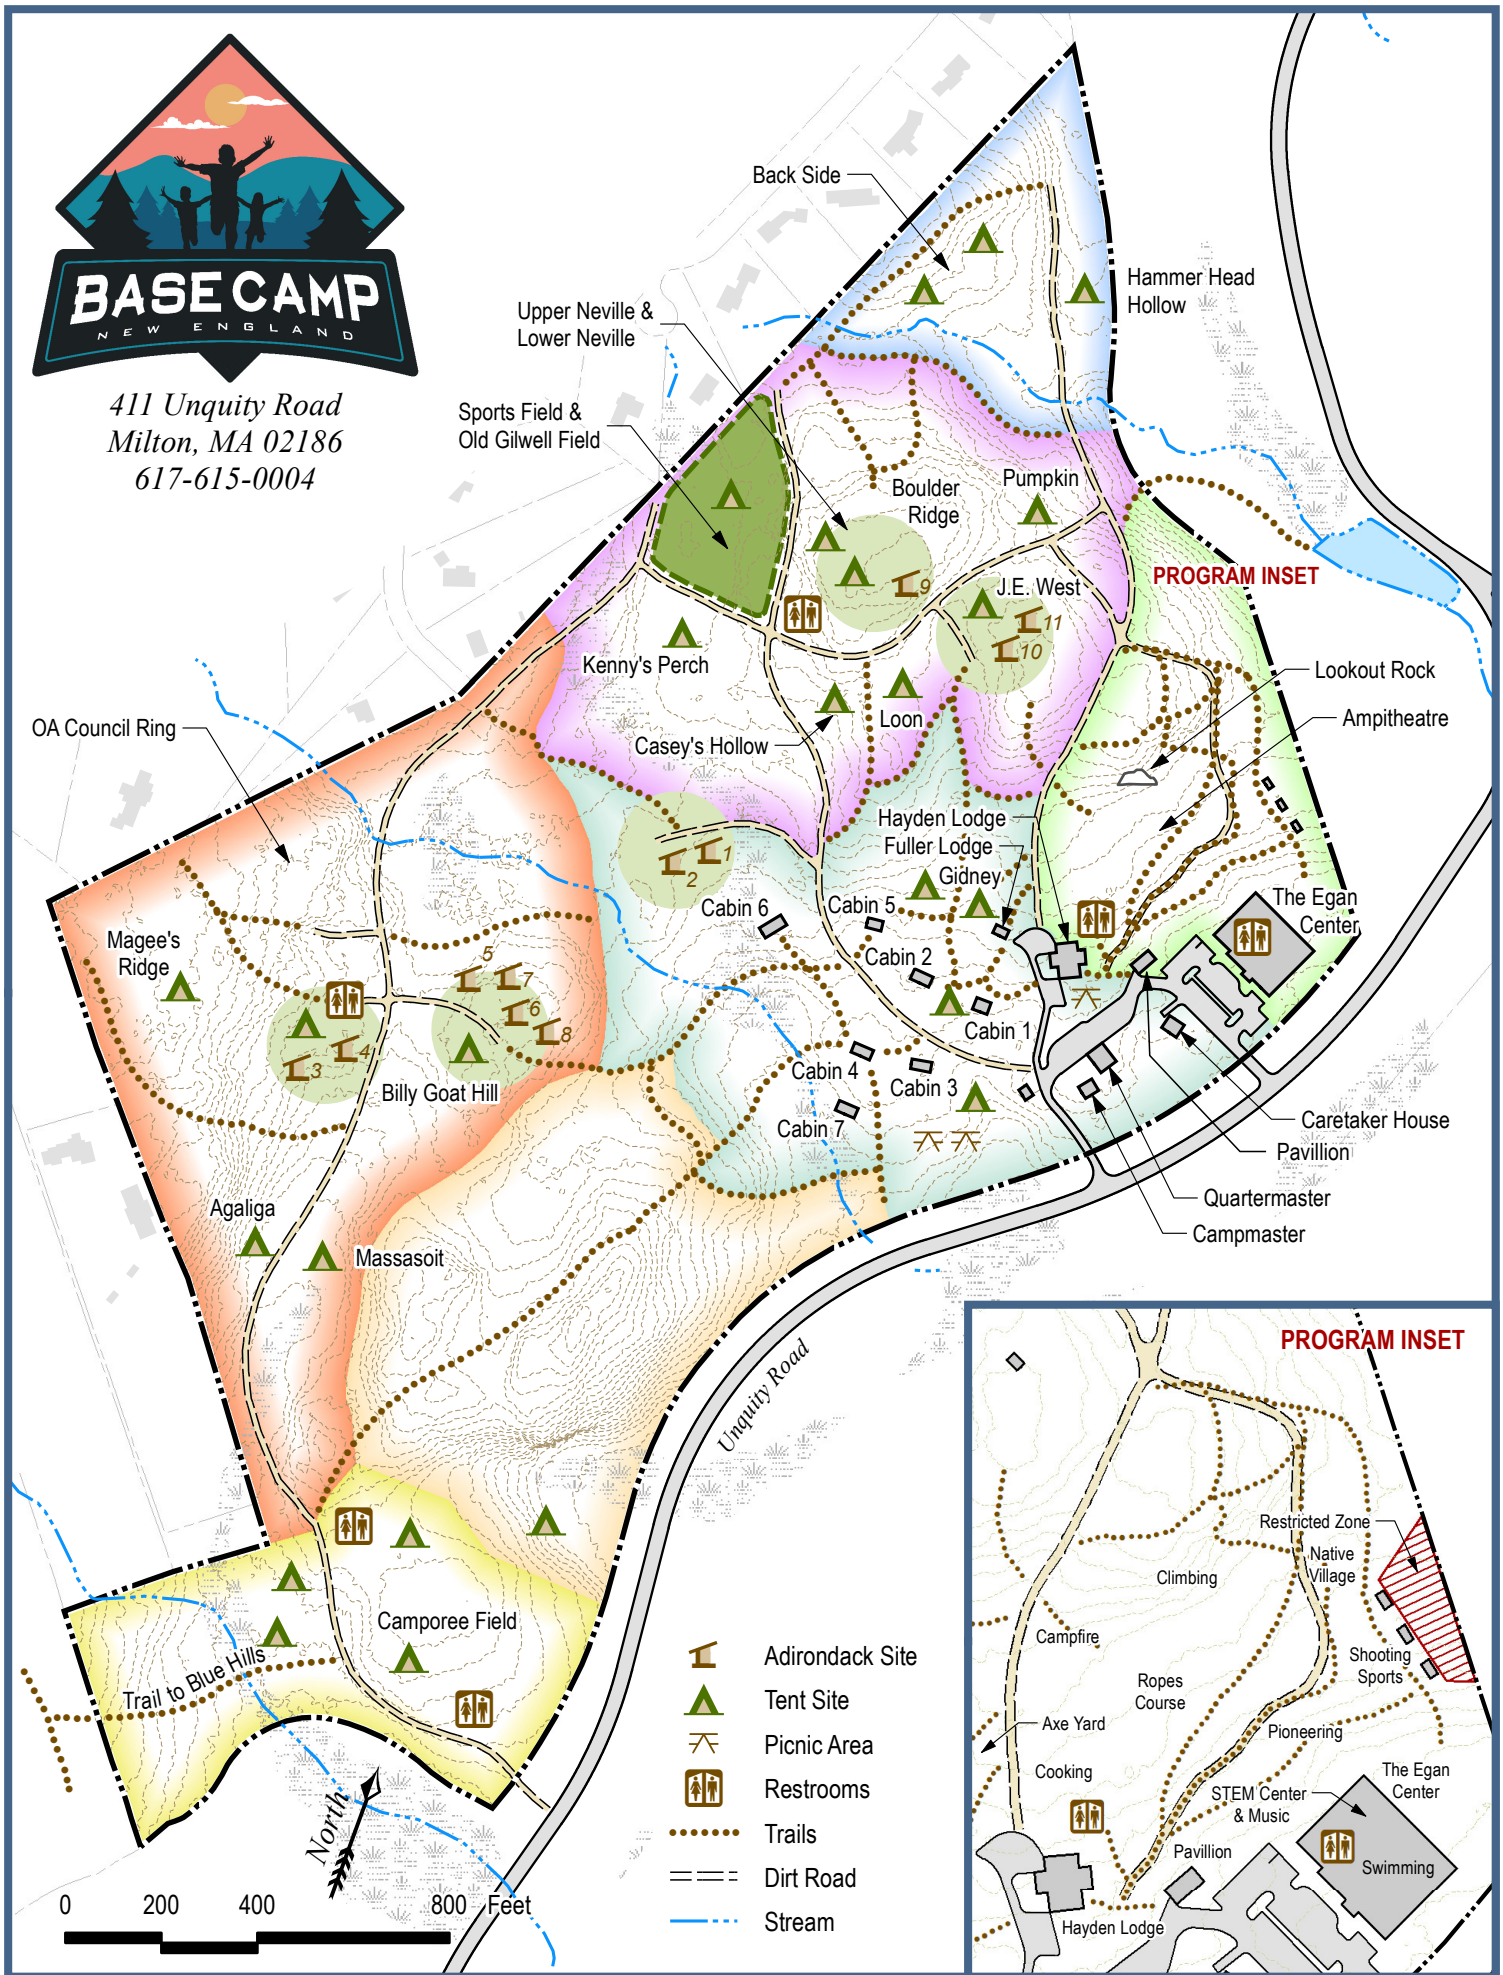 BASE CAMP
NEW ENGLAND
411 Unquity Road
Milton, MA 02186
617-615-0004
Back Side
Hammer Head
Hollow
Upper Neville &
Lower Neville
Sports Field &
Old Gilwell Field
Boulder
Ridge
Pumpkin
PROGRAM INSET
9
J.E. West
11
10
Kenny's Perch
Lookout Rock
Loon
Ampitheatre
OA Council Ring
Casey's Hollow
Hayden Lodge
Fuller Lodge
Gidney
1
2
Cabin 6
Cabin 5
The Egan
Center
Magee's
Ridge
Cabin 2
5
7
6
8
Cabin 1
4
3
Cabin 4
Cabin 3
Billy Goat Hill
Cabin 7
Caretaker House
Pavillion
Quartermaster
Campmaster
Agaliga
Massasoit
Unquity Road
Camporee Field
Trail to Blue Hills
North
0 200 400 800 Feet
Adirondack Site
Tent Site
Picnic Area
Restrooms
Trails
Dirt Road
Stream
PROGRAM INSET
Restricted Zone
Native
Village
Climbing
Campfire
Shooting
Sports
Ropes
Course
Axe Yard
Pioneering
Cooking
The Egan
Center
STEM Center
& Music
Pavillion
Swimming
Hayden Lodge